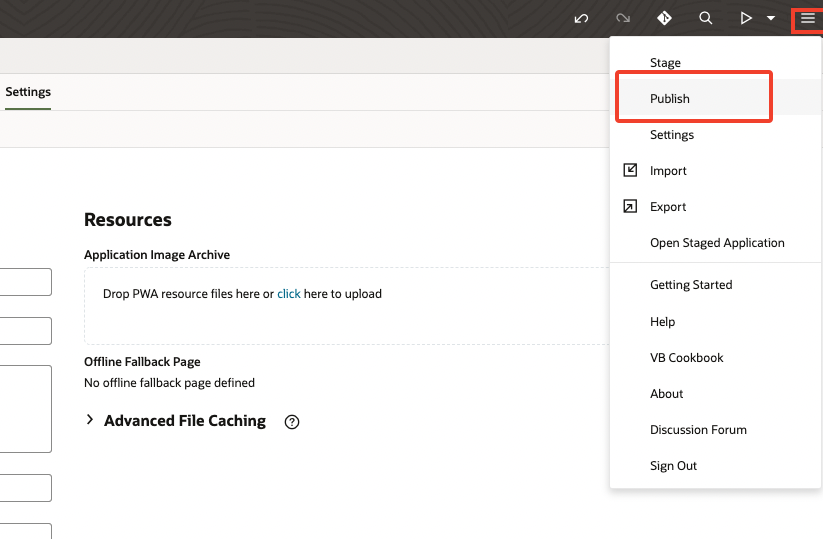 Settings
Resources
Application Image Archive
Drop PWA resource files here or click here to upload
Offline Fallback Page
No offline fallback page defined
Advanced File Caching
Stage
Publish
Settings
Import
Export
Open Staged Application
Getting Started
Help
VB Cookbook
About
Discussion Forum
Sign Out